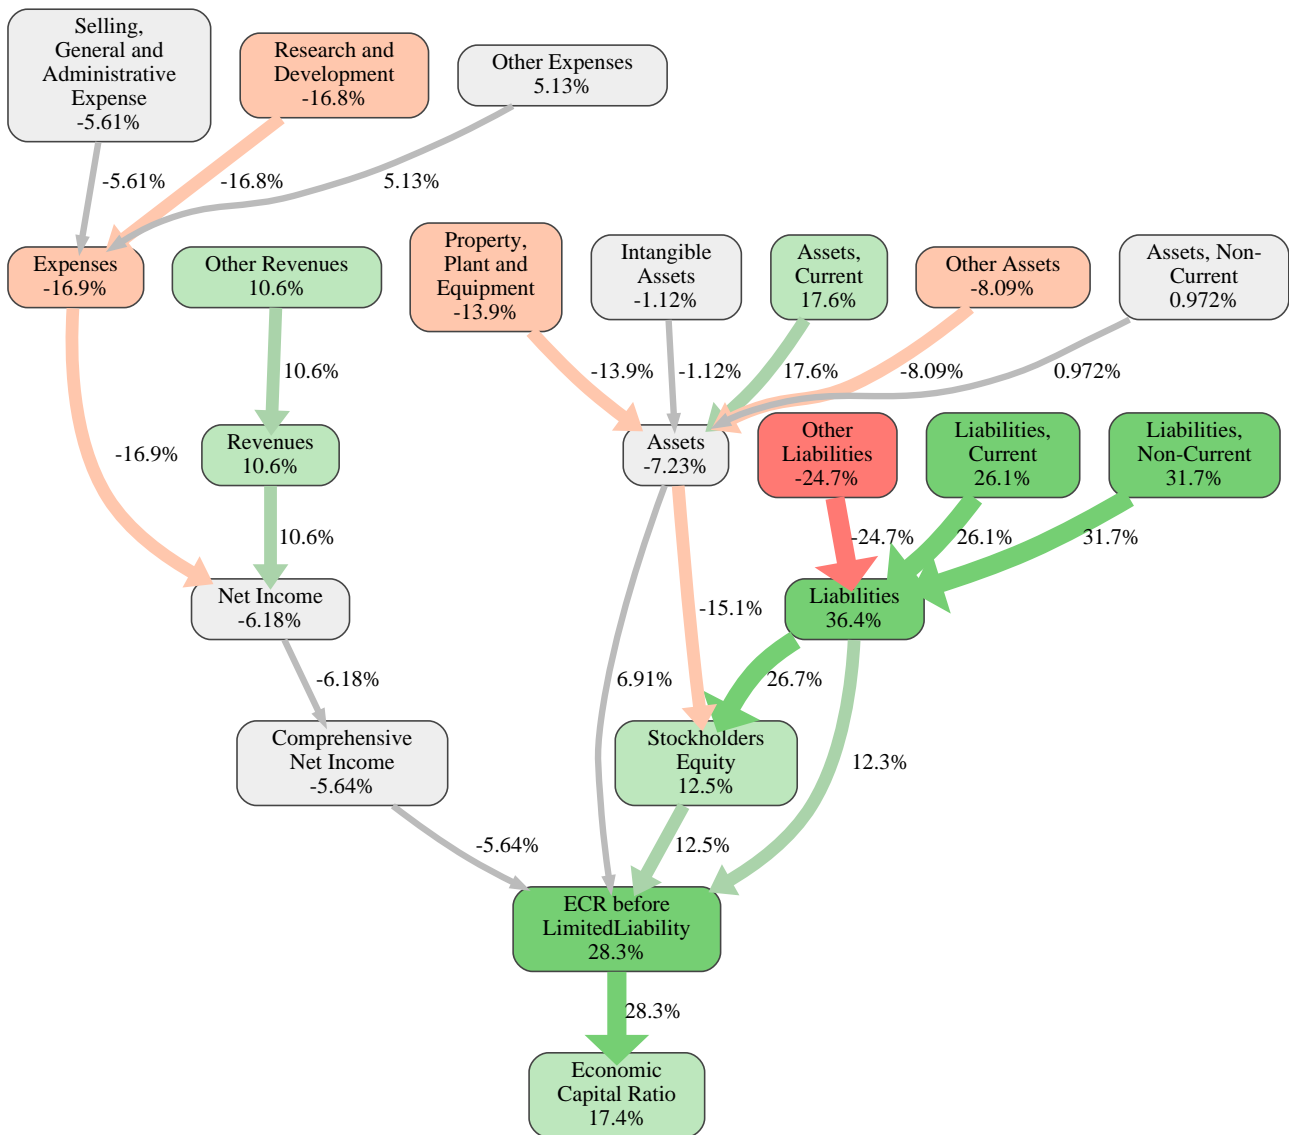 Selling,
General and
Administrative
Expense
-5.61%
Research and
Development
-16.8%
Other Expenses
5.13%
-5.61%
-16.8%
5.13%
Expenses
-16.9%
Other Revenues
10.6%
Property,
Plant and
Equipment
-13.9%
Intangible
Assets
-1.12%
Assets,
Current
17.6%
Other Assets
-8.09%
Assets, Non-
Current
0.972%
10.6%
-13.9%
-1.12%
17.6%
-8.09%
0.972%
-16.9%
Revenues
10.6%
Assets
-7.23%
Other
Liabilities
-24.7%
Liabilities,
Current
26.1%
Liabilities,
Non-Current
31.7%
10.6%
-24.7%
26.1%
31.7%
Net Income
-6.18%
-15.1%
Liabilities
36.4%
-6.18%
6.91%
26.7%
Comprehensive
Net Income
-5.64%
Stockholders
Equity
12.5%
12.3%
-5.64%
12.5%
ECR before
LimitedLiability
28.3%
28.3%
Economic
Capital Ratio
17.4%